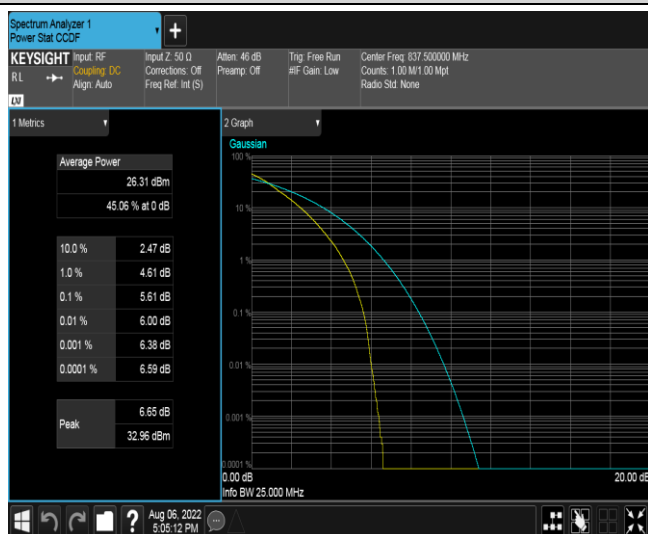 Spectrum Analyzer 1
Power Stat CCDF
+
KEYSIGHT
RL
LXI
Input: RF
Coupling: DC
Align: Auto
Input Z: 50 Ω
Corrections: Off
Freq Ref: Int (S)
Atten: 46 dB
Preamp: Off
Trig: Free Run
#IF Gain: Low
Center Freq: 837.500000 MHz
Counts: 1.00 M/1.00 Mpt
Radio Std: None
1 Metrics
Average Power
26.31 dBm
45.06 % at 0 dB
10.0 % 2.47 dB
1.0 % 4.61 dB
0.1 % 5.61 dB
0.01 % 6.00 dB
0.001 % 6.38 dB
0.0001 % 6.59 dB
Peak
6.65 dB
32.96 dBm
2 Graph
Gaussian
100 %
10 %
1 %
0.1 %
0.01 %
0.001 %
0.0001 %
0.00 dB 20.00 dB
Info BW 25.000 MHz
? Aug 06, 2022
5:05:12 PM